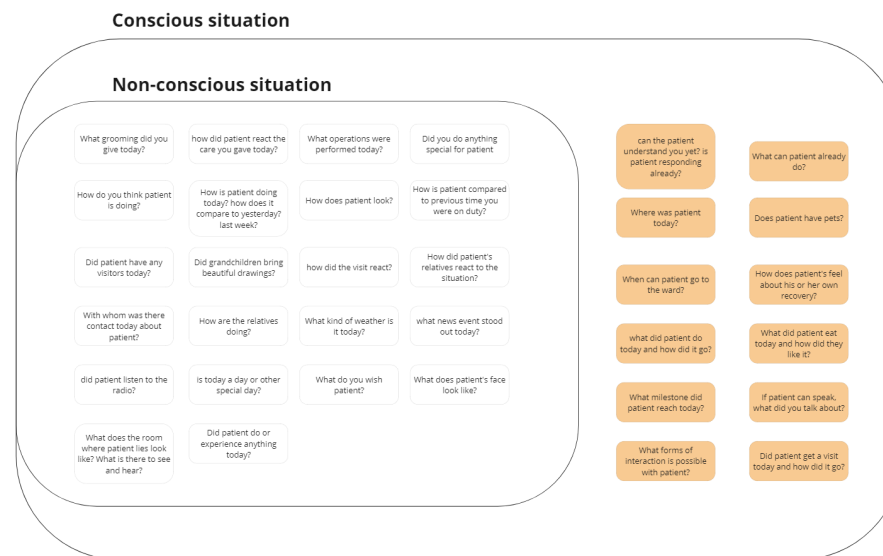 Conscious situation
Non-conscious situation
What grooming did you
give today?
how did patient react the
care you gave today?
What operations were
performed today?
Did you do anything
special for patient
can the patient
understand you yet? is
patient responding
already?
What can patient already
do?
How do you think patient
is doing?
How is patient doing
today? how does it
compare to yesterday?
last week?
How does patient look?
How is patient compared
to previous time you
were on duty?
Where was patient
today?
Does patient have pets?
Did patient have any
visitors today?
Did grandchildren bring
beautiful drawings?
how did the visit react?
How did patient's
relatives react to the
situation?
When can patient go to
the ward?
How does patient's feel
about his or her own
recovery?
With whom was there
contact today about
patient?
How are the relatives
doing?
What kind of weather is
it today?
what news event stood
out today?
what did patient do
today and how did it go?
What did patient eat
today and how did they
like it?
did patient listen to the
radio?
is today a day or other
special day?
What do you wish
patient?
What does patient's face
look like?
What milestone did
patient reach today?
If patient can speak,
what did you talk about?
What does the room
where patient lies look
like? What is there to see
and hear?
Did patient do or
experience anything
today?
What forms of
interaction is possible
with patient?
Did patient get a visit
today and how did it go?